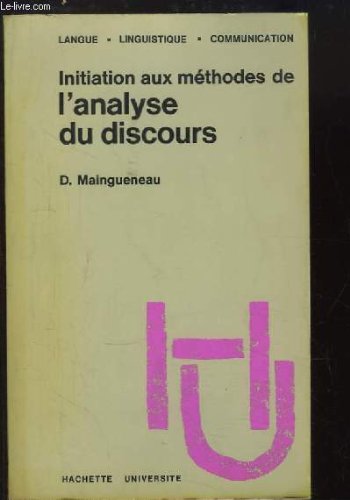 Le-livre.com
LANGUE • LINGUISTIQUE • COMMUNICATION
Initiation aux méthodes de
l'analyse
du discours
D. Maingueneau
HU
HACHETTE UNIVERSITE